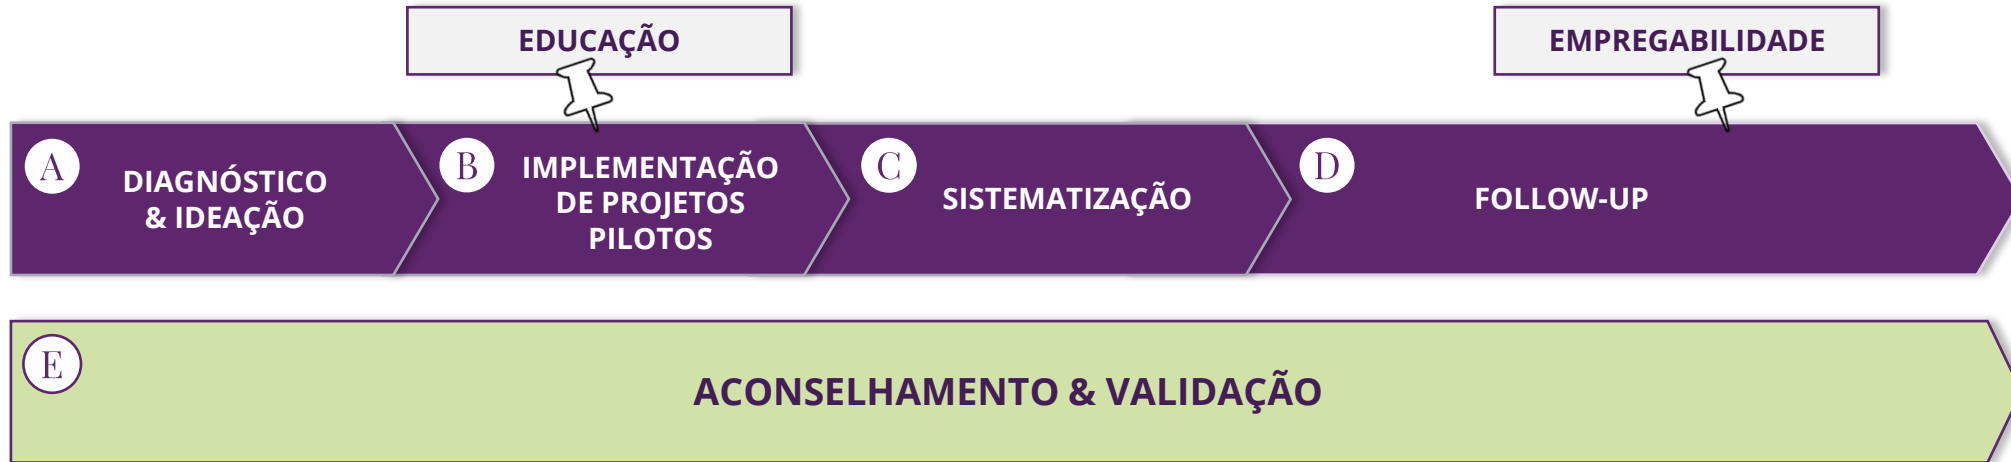 EDUCAÇÃO
EMPREGABILIDADE
A
DIAGNÓSTICO
& IDEAÇÃO
B
IMPLEMENTAÇÃO
DE PROJETOS
PILOTOS
C
SISTEMATIZAÇÃO
D
FOLLOW-UP
E
ACONSELHAMENTO & VALIDAÇÃO